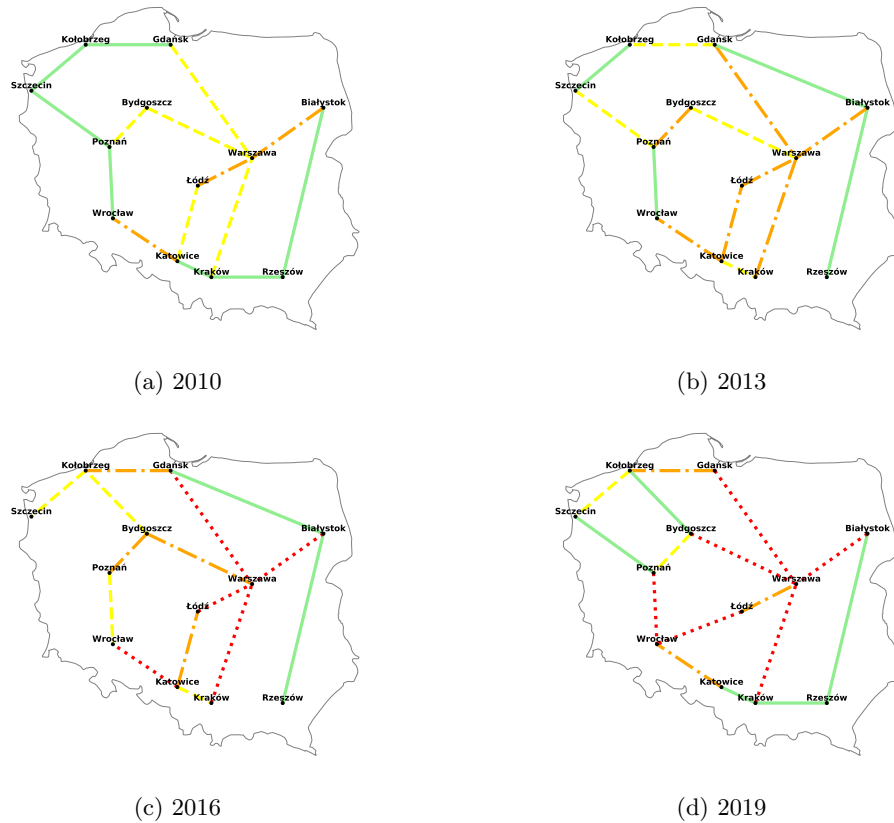 Kołobrzeg Gdańsk
Szczecin
Bydgoszcz Białystok
Poznań Warszawa
Łódź
Wrocław
Katowice
Kraków Rzeszów
(a) 2010
Kołobrzeg Gdańsk
Szczecin
Bydgoszcz Białystok
Poznań Warszawa
Łódź
Wrocław
Katowice
Kraków Rzeszów
(b) 2013
Kołobrzeg Gdańsk
Szczecin
Bydgoszcz Białystok
Poznań Warszawa
Łódź
Wrocław
Katowice
Kraków Rzeszów
(c) 2016
Kołobrzeg Gdańsk
Szczecin
Bydgoszcz Białystok
Poznań Warszawa
Łódź
Wrocław
Katowice
Kraków Rzeszów
(d) 2019